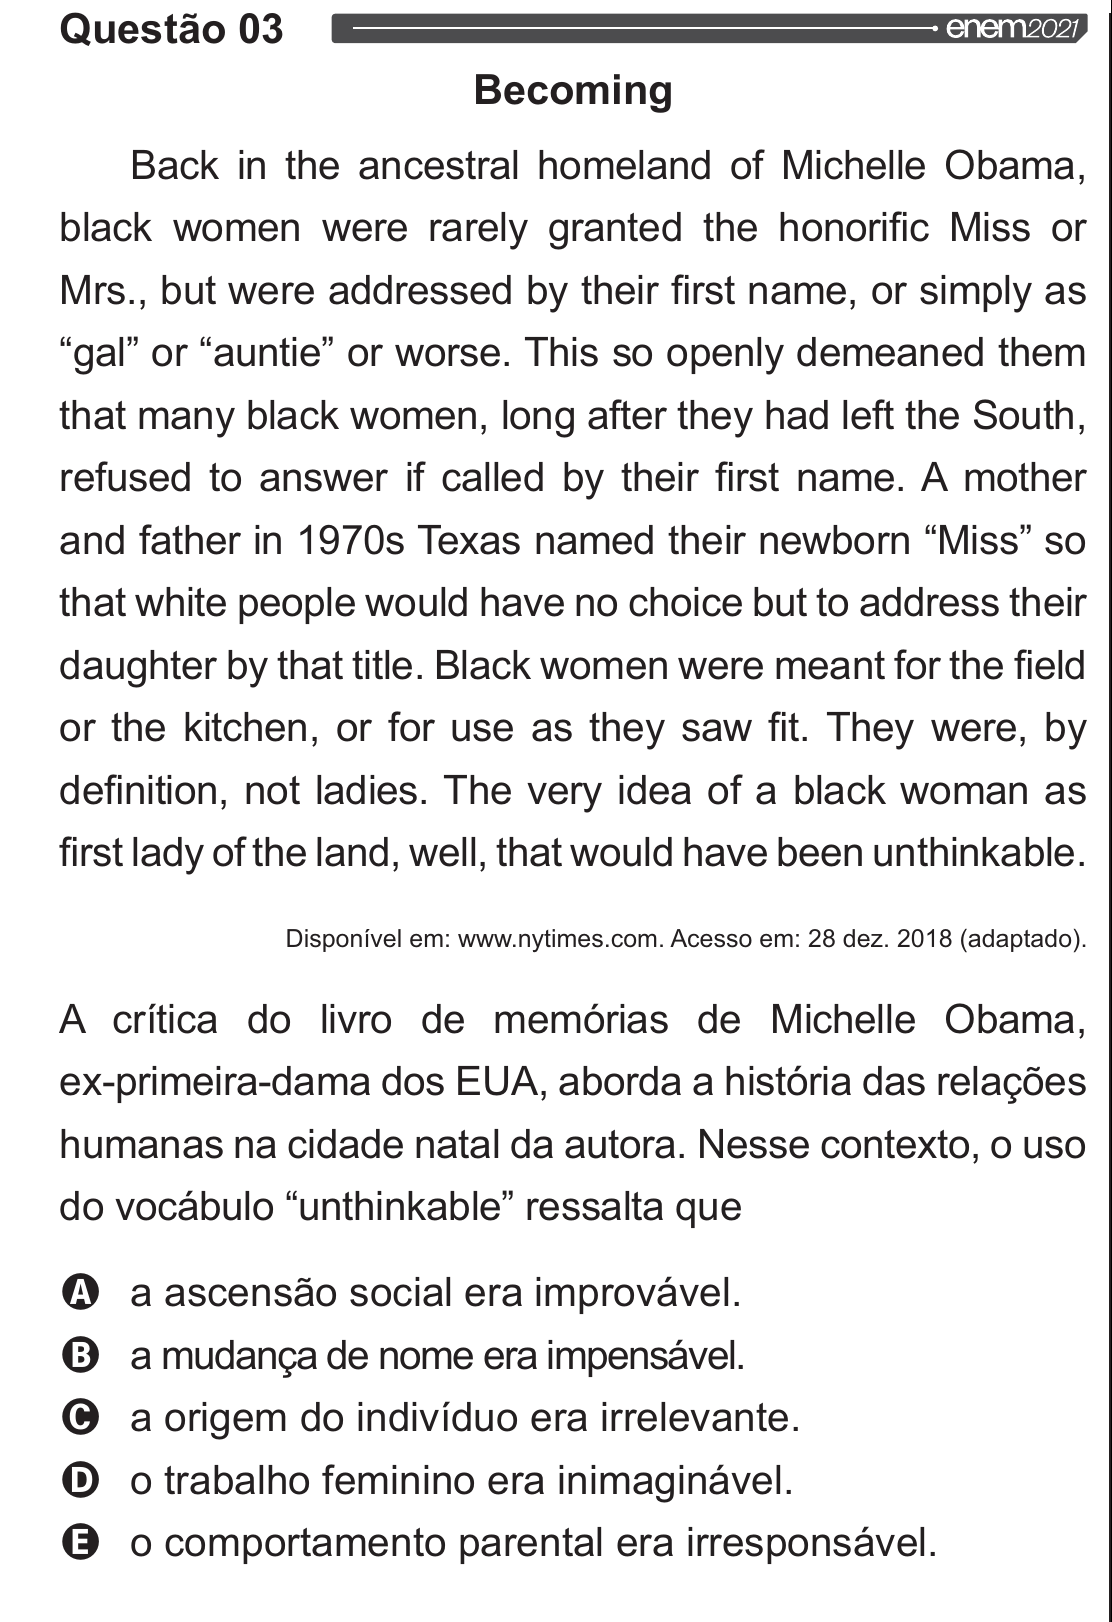 Questão 03
enem2021
Becoming
Back in the ancestral homeland of Michelle Obama,
black women were rarely granted the honorific Miss or
Mrs., but were addressed by their first name, or simply as
“gal” or “auntie” or worse. This so openly demeaned them
that many black women, long after they had left the South,
refused to answer if called by their first name. A mother
and father in 1970s Texas named their newborn “Miss” so
that white people would have no choice but to address their
daughter by that title. Black women were meant for the field
or the kitchen, or for use as they saw fit. They were, by
definition, not ladies. The very idea of a black woman as
first lady of the land, well, that would have been unthinkable.
Disponível em: www.nytimes.com. Acesso em: 28 dez. 2018 (adaptado).
A crítica do livro de memórias de Michelle Obama,
ex-primeira-dama dos EUA, aborda a história das relações
humanas na cidade natal da autora. Nesse contexto, o uso
do vocábulo “unthinkable” ressalta que
A a ascensão social era improvável.
B a mudança de nome era impensável.
C a origem do indivíduo era irrelevante.
D o trabalho feminino era inimaginável.
E o comportamento parental era irresponsável.